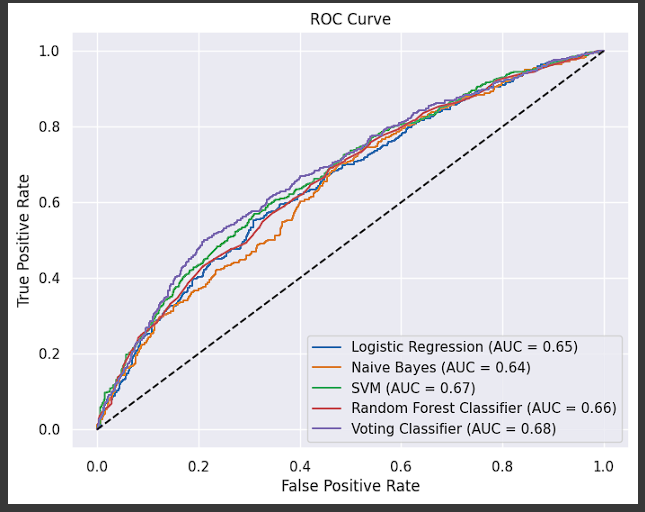 ROC Curve
True Positive Rate
1.0
0.8
0.6
0.4
0.2
0.0
Logistic Regression (AUC = 0.65)
Naive Bayes (AUC = 0.64)
SVM (AUC = 0.67)
Random Forest Classifier (AUC = 0.66)
Voting Classifier (AUC = 0.68)
0.0 0.2 0.4 0.6 0.8 1.0
False Positive Rate